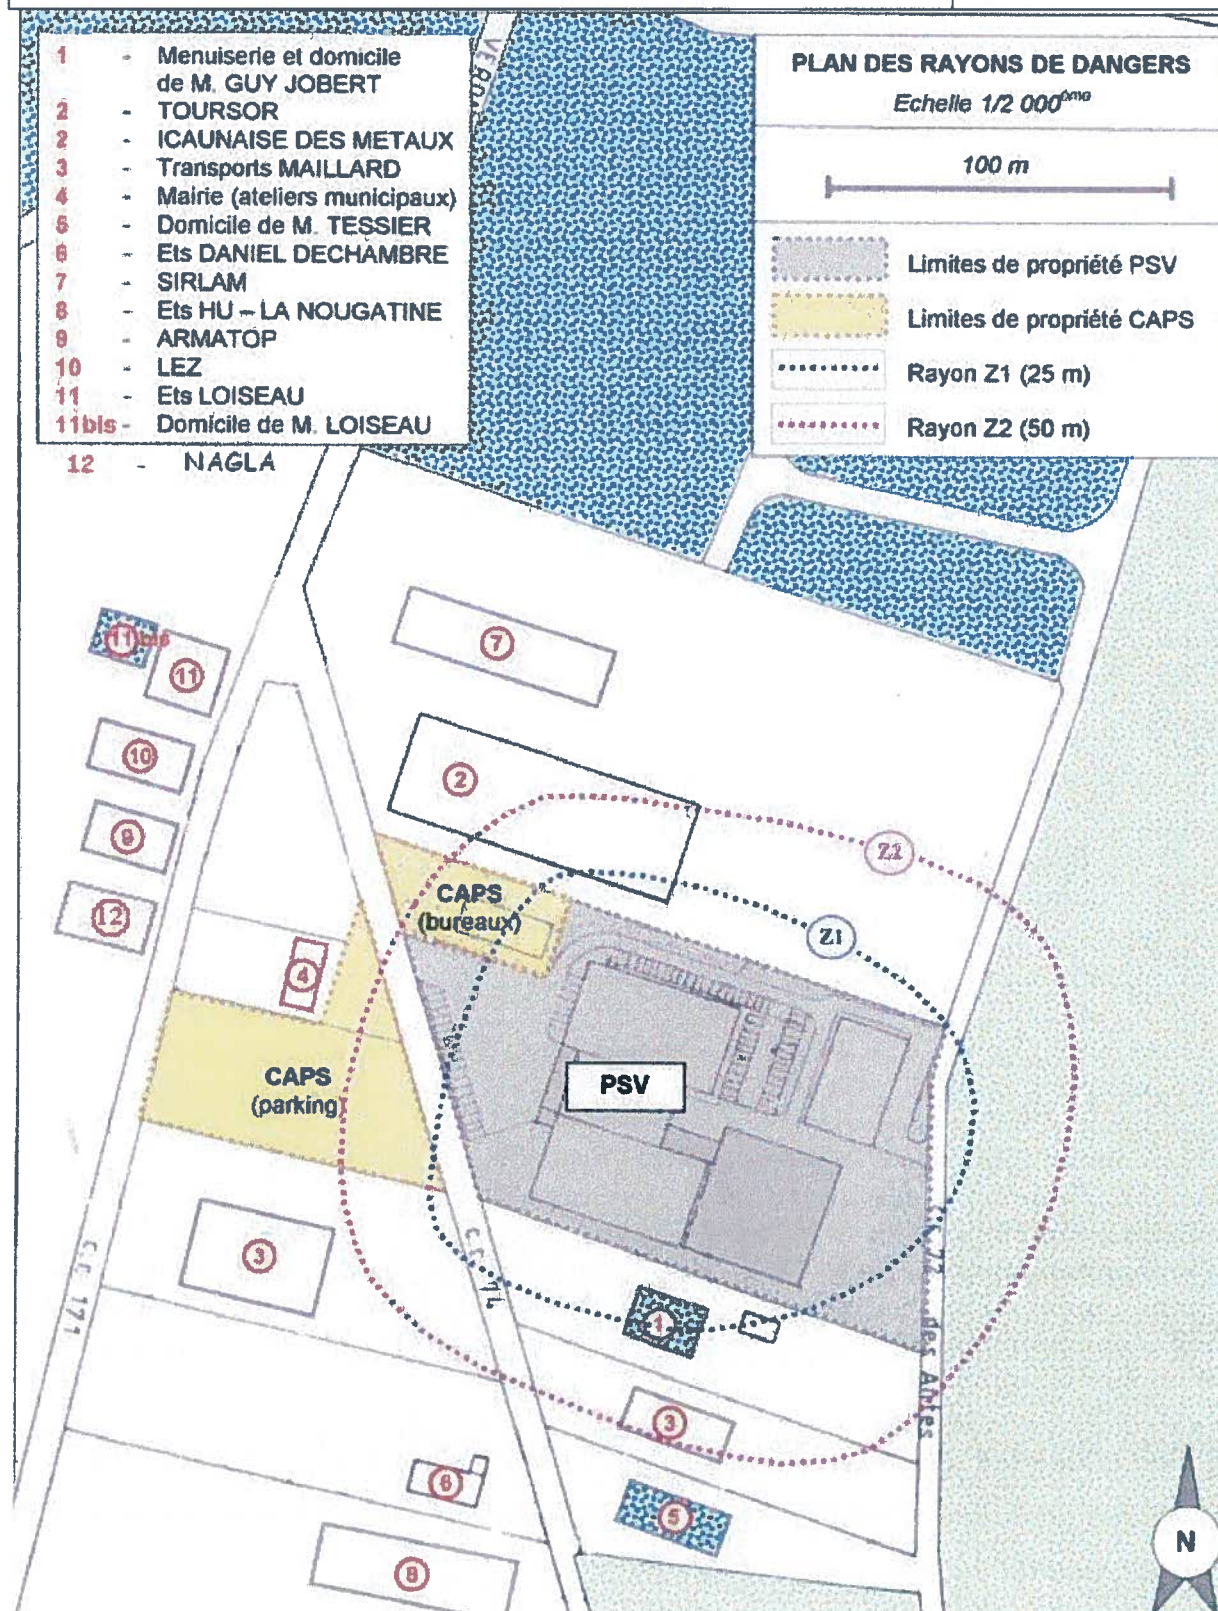 1 - Menuiserie et domicile
de M. GUY JOBERT
2 - TOURSOR
2 - ICAUNAISE DES METAUX
3 - Transports MAILLARD
4 - Mairie (ateliers municipaux)
5 - Domicile de M. TESSIER
6 - Ets DANIEL DECHAMBRE
7 - SIRLAM
8 - Ets HU – LA NOUGATINE
9 - ARMATOP
10 - LEZ
11 - Ets LOISEAU
11bis - Domicile de M. LOISEAU
12 - NAGLA
PLAN DES RAYONS DE DANGERS
Echelle 1/2 000ème
100 m
Limites de propriété PSV
Limites de propriété CAPS
Rayon Z1 (25 m)
Rayon Z2 (50 m)
7
11bis
11
10
2
9
Z2
CAPS
(bureaux)
12
Z1
4
CAPS
(parking)
PSV
3
c.r. 74
c.r. 171
des
1
3
6
5
8
N